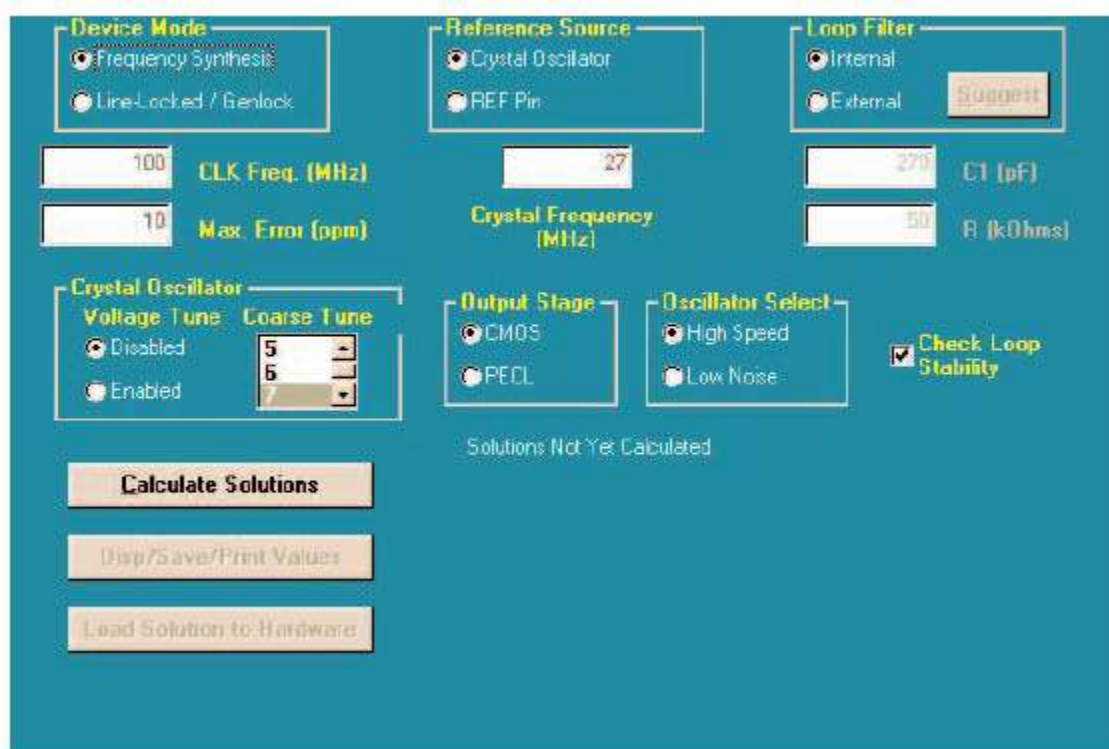 Device Mode
Frequency Synthesis
Line-Locked / Genlock
Reference Source
Crystal Oscillator
REF Pin
Loop Filter
Internal
External
Suggest
100
CLK Freq. (MHz)
10
Max. Error (ppm)
27
Crystal Frequency
(MHz)
270
C1 (pF)
50
R (kOhms)
Crystal Oscillator
Voltage Tune
Disabled
Enabled
Coarse Tune
5
6
7
Output Stage
CMOS
PECL
Oscillator Select
High Speed
Low Noise
Check Loop
Stability
Solutions Not Yet Calculated
Calculate Solutions
Disp/Save/Print Values
Load Solution to Hardware